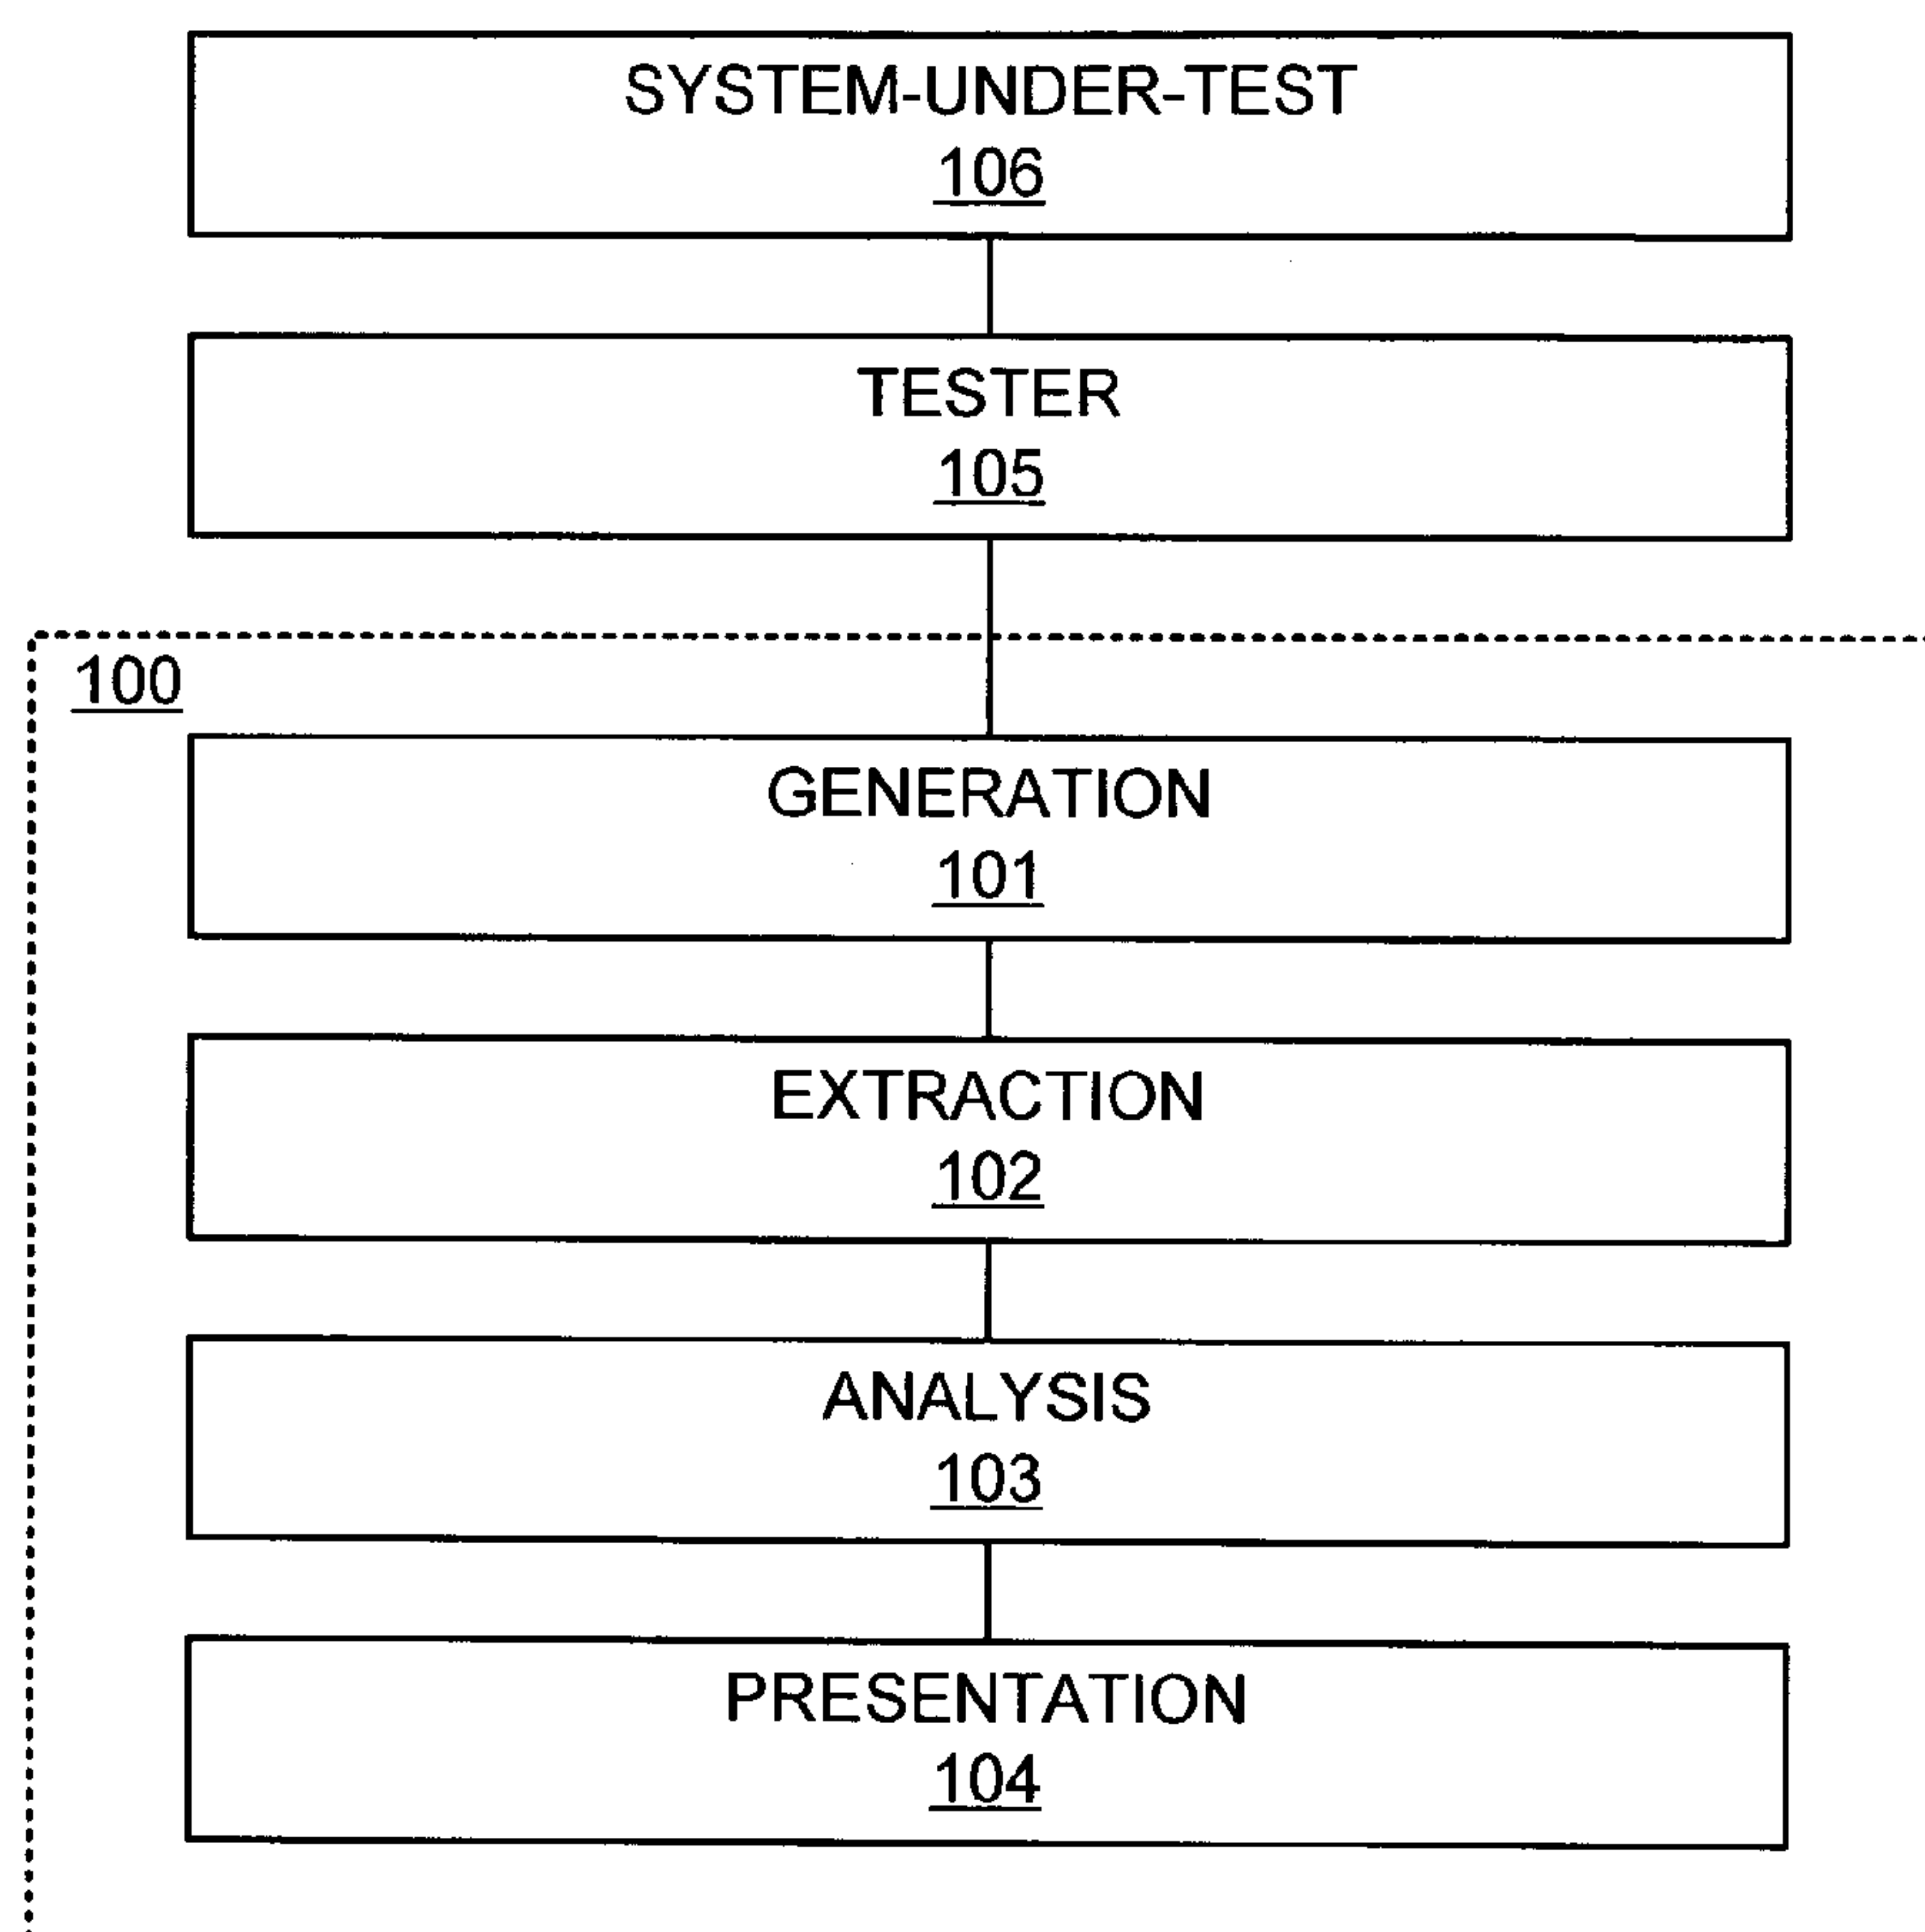 SYSTEM-UNDER-TEST
106
TESTER
105
100
GENERATION
101
EXTRACTION
102
ANALYSIS
103
PRESENTATION
104